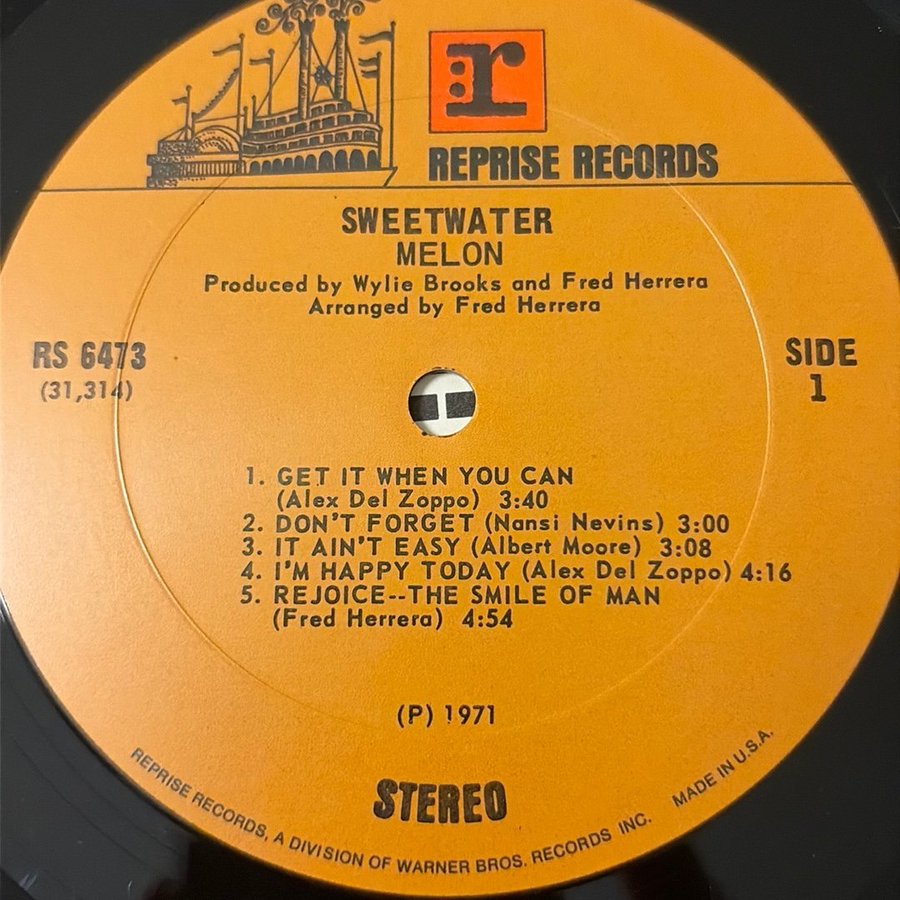 :r
REPRISE RECORDS
SWEETWATER
MELON
Produced by Wylie Brooks and Fred Herrera
Arranged by Fred Herrera
RS 6473
(31,314)
SIDE
1
1. GET IT WHEN YOU CAN
(Alex Del Zoppo) 3:40
2. DON'T FORGET (Nansi Nevins) 3:00
3. IT AIN'T EASY (Albert Moore) 3:08
4. I'M HAPPY TODAY (Alex Del Zoppo) 4:16
5. REJOICE--THE SMILE OF MAN
(Fred Herrera) 4:54
(P) 1971
STEREO
REPRISE RECORDS, A DIVISION OF WARNER BROS. RECORDS INC. MADE IN U.S.A.